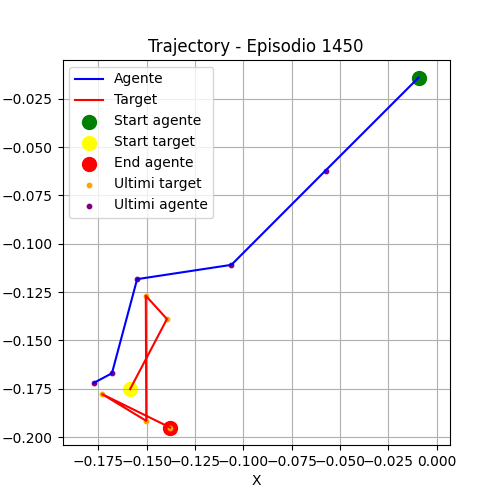 Trajectory - Episodio 1450
Agente
Target
Start agente
Start target
End agente
Ultimi target
Ultimi agente
−0.025
−0.050
−0.075
−0.100
−0.125
−0.150
−0.175
−0.200
−0.175 −0.150 −0.125 −0.100 −0.075 −0.050 −0.025 0.000
X